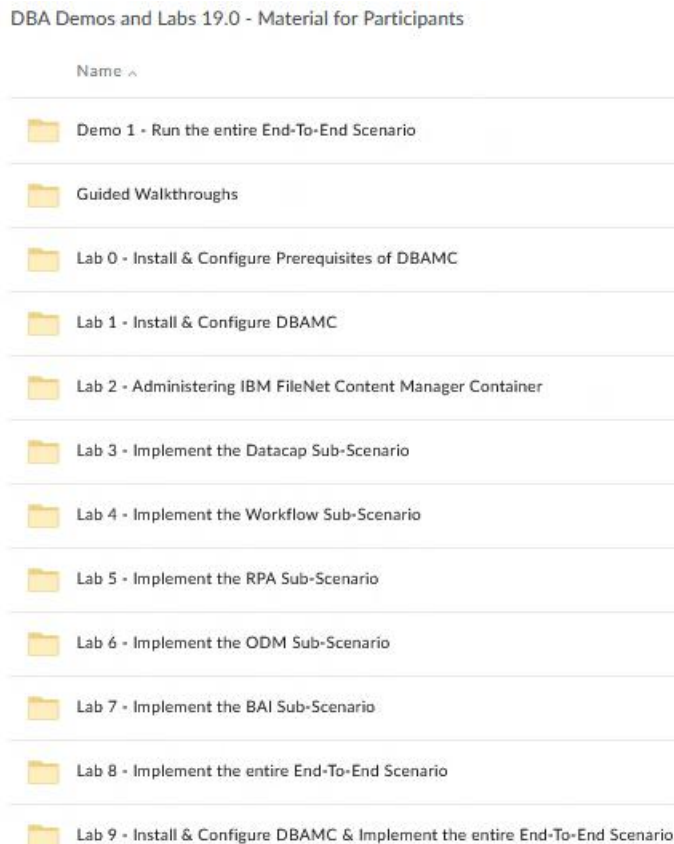 DBA Demos and Labs 19.0 - Material for Participants
Name
Demo 1 - Run the entire End-To-End Scenario
Guided Walkthroughs
Lab 0 - Install & Configure Prerequisites of DBAMC
Lab 1 - Install & Configure DBAMC
Lab 2 - Administering IBM FileNet Content Manager Container
Lab 3 - Implement the Datacap Sub-Scenario
Lab 4 - Implement the Workflow Sub-Scenario
Lab 5 - Implement the RPA Sub-Scenario
Lab 6 - Implement the ODM Sub-Scenario
Lab 7 - Implement the BAI Sub-Scenario
Lab 8 - Implement the entire End-To-End Scenario
Lab 9 - Install & Configure DBAMC & Implement the entire End-To-End Scenario